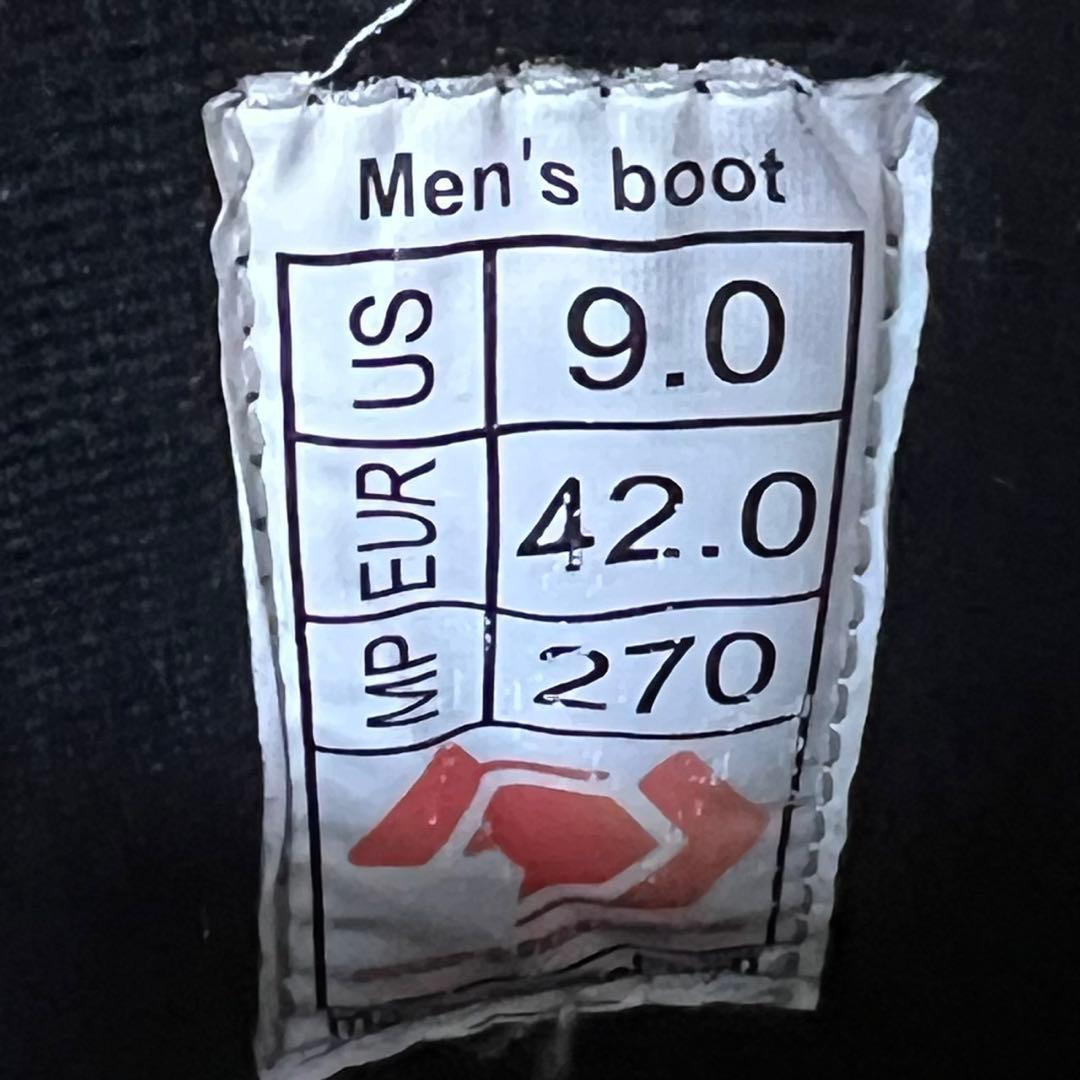 Men's boot
US 9.0
EUR 42.0
MP 270